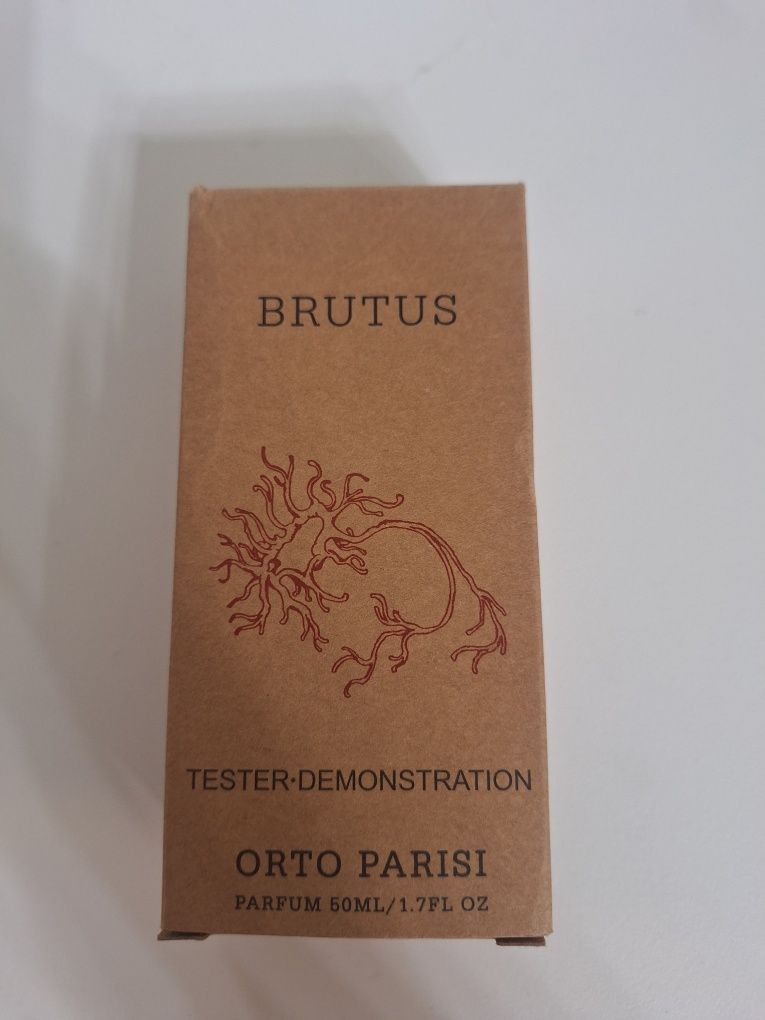 BRUTUS
TESTER•DEMONSTRATION
ORTO PARISI
PARFUM 50ML/1.7FL OZ